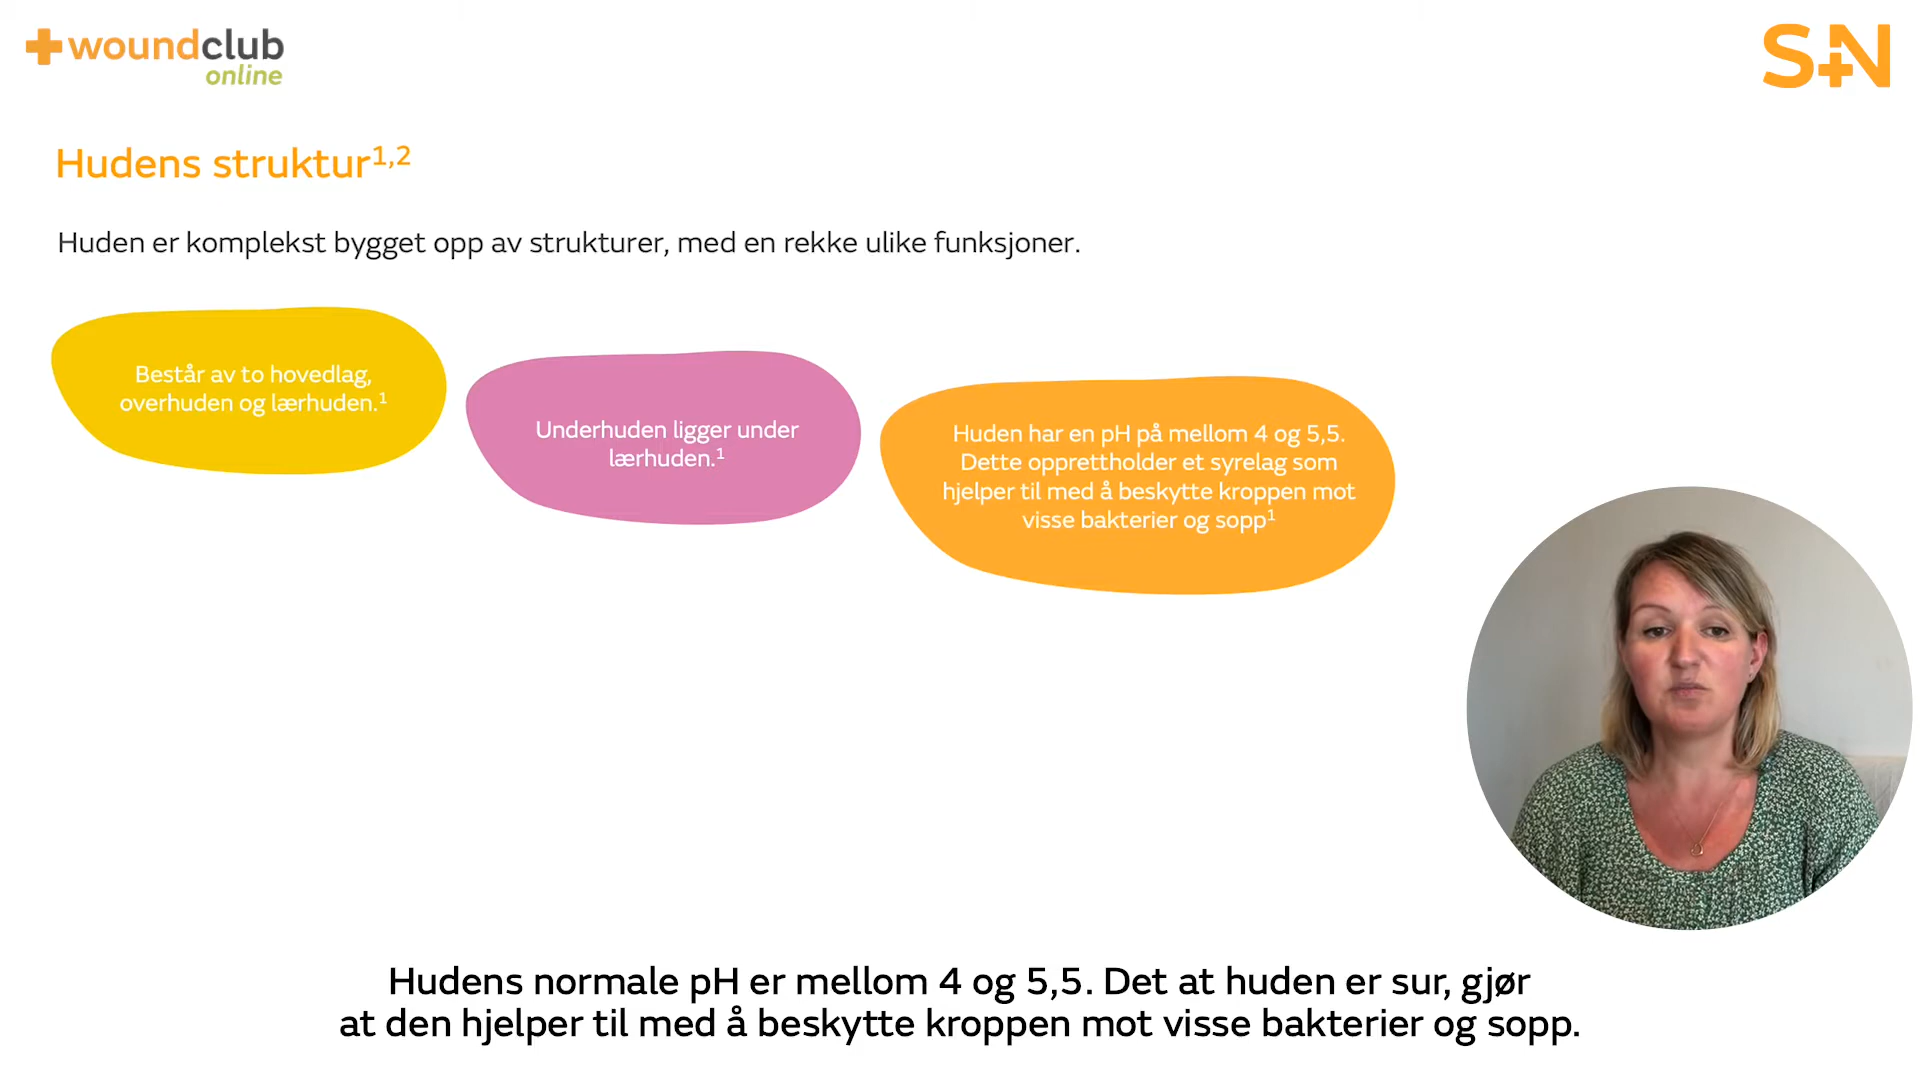 woundclub
online
S+N
Hudens struktur¹,²
Huden er komplekst bygget opp av strukturer, med en rekke ulike funksjoner.
Består av to hovedlag,
overhuden og lærhuden.¹
Underhuden ligger under
lærhuden.¹
Huden har en pH på mellom 4 og 5,5.
Dette opprettholder et syrelag som
hjelper til med å beskytte kroppen mot
visse bakterier og sopp¹
Hudens normale pH er mellom 4 og 5,5. Det at huden er sur, gjør
at den hjelper til med å beskytte kroppen mot visse bakterier og sopp.